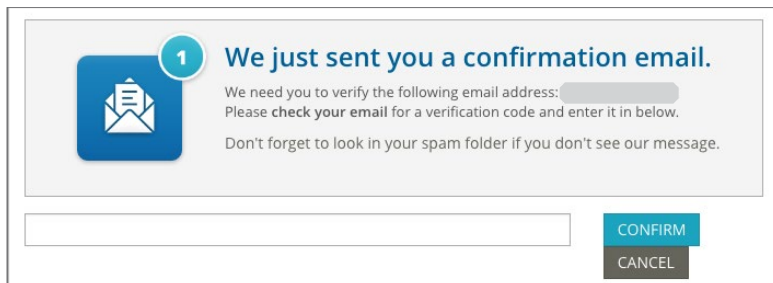 1
We just sent you a confirmation email.
We need you to verify the following email address:
Please check your email for a verification code and enter it in below.
Don't forget to look in your spam folder if you don't see our message.
CONFIRM
CANCEL